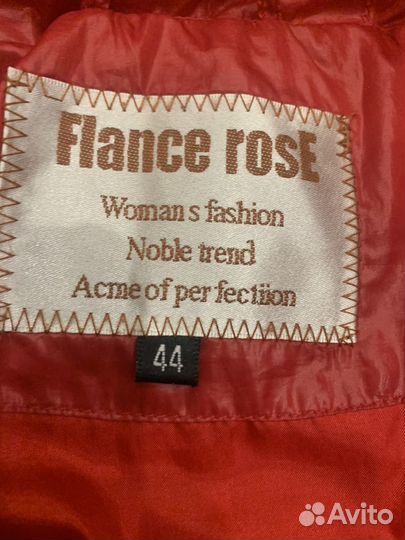 Flance rosE
Woman s fashion
Noble trend
Acme of per fectiion
44
Avito